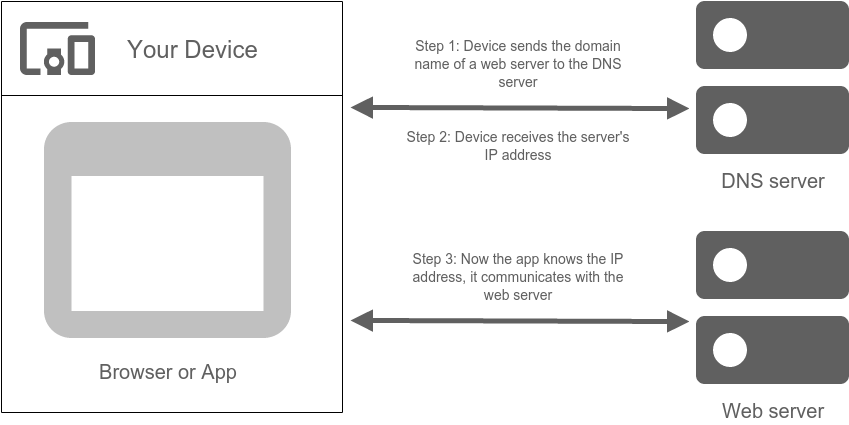 Your Device
Step 1: Device sends the domain
name of a web server to the DNS
server
Step 2: Device receives the server's
IP address
DNS server
Step 3: Now the app knows the IP
address, it communicates with the
web server
Browser or App
Web server